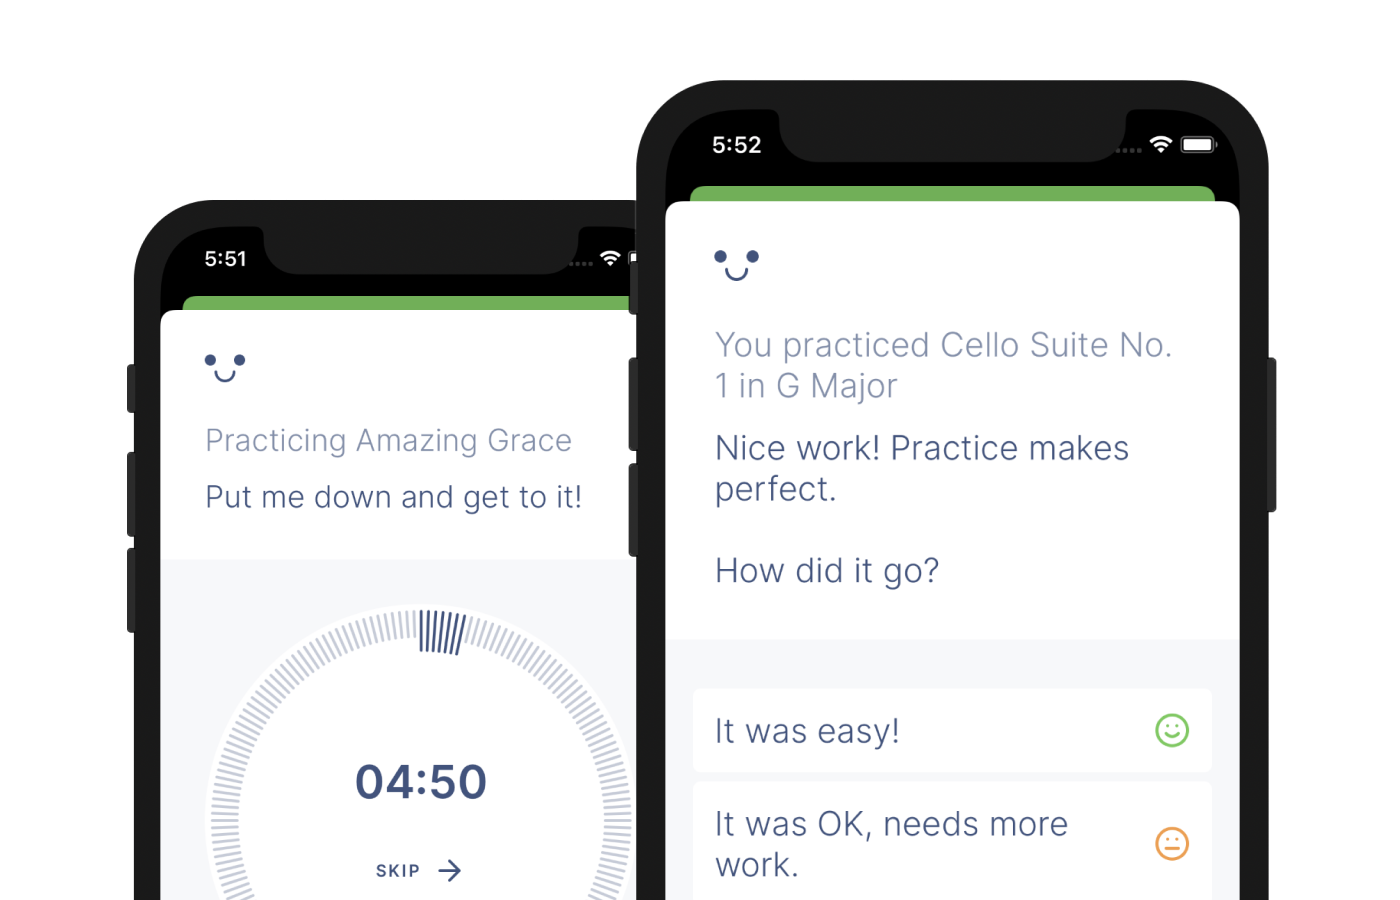 5:51
Practicing Amazing Grace
Put me down and get to it!
04:50
SKIP
5:52
You practiced Cello Suite No.
1 in G Major
Nice work! Practice makes
perfect.
How did it go?
It was easy!
It was OK, needs more
work.